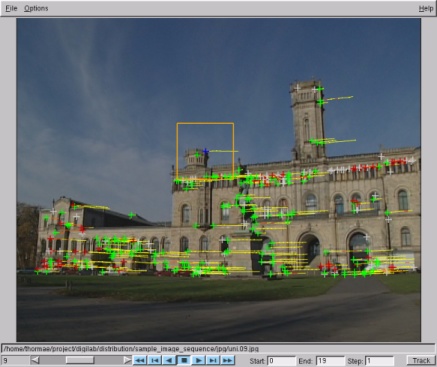 File Options Help
/home/thormae/project/digilab/distribution/sample_image_sequence/jpg/uni.09.jpg
9 Start: 0 End: 19 Step: 1 Track